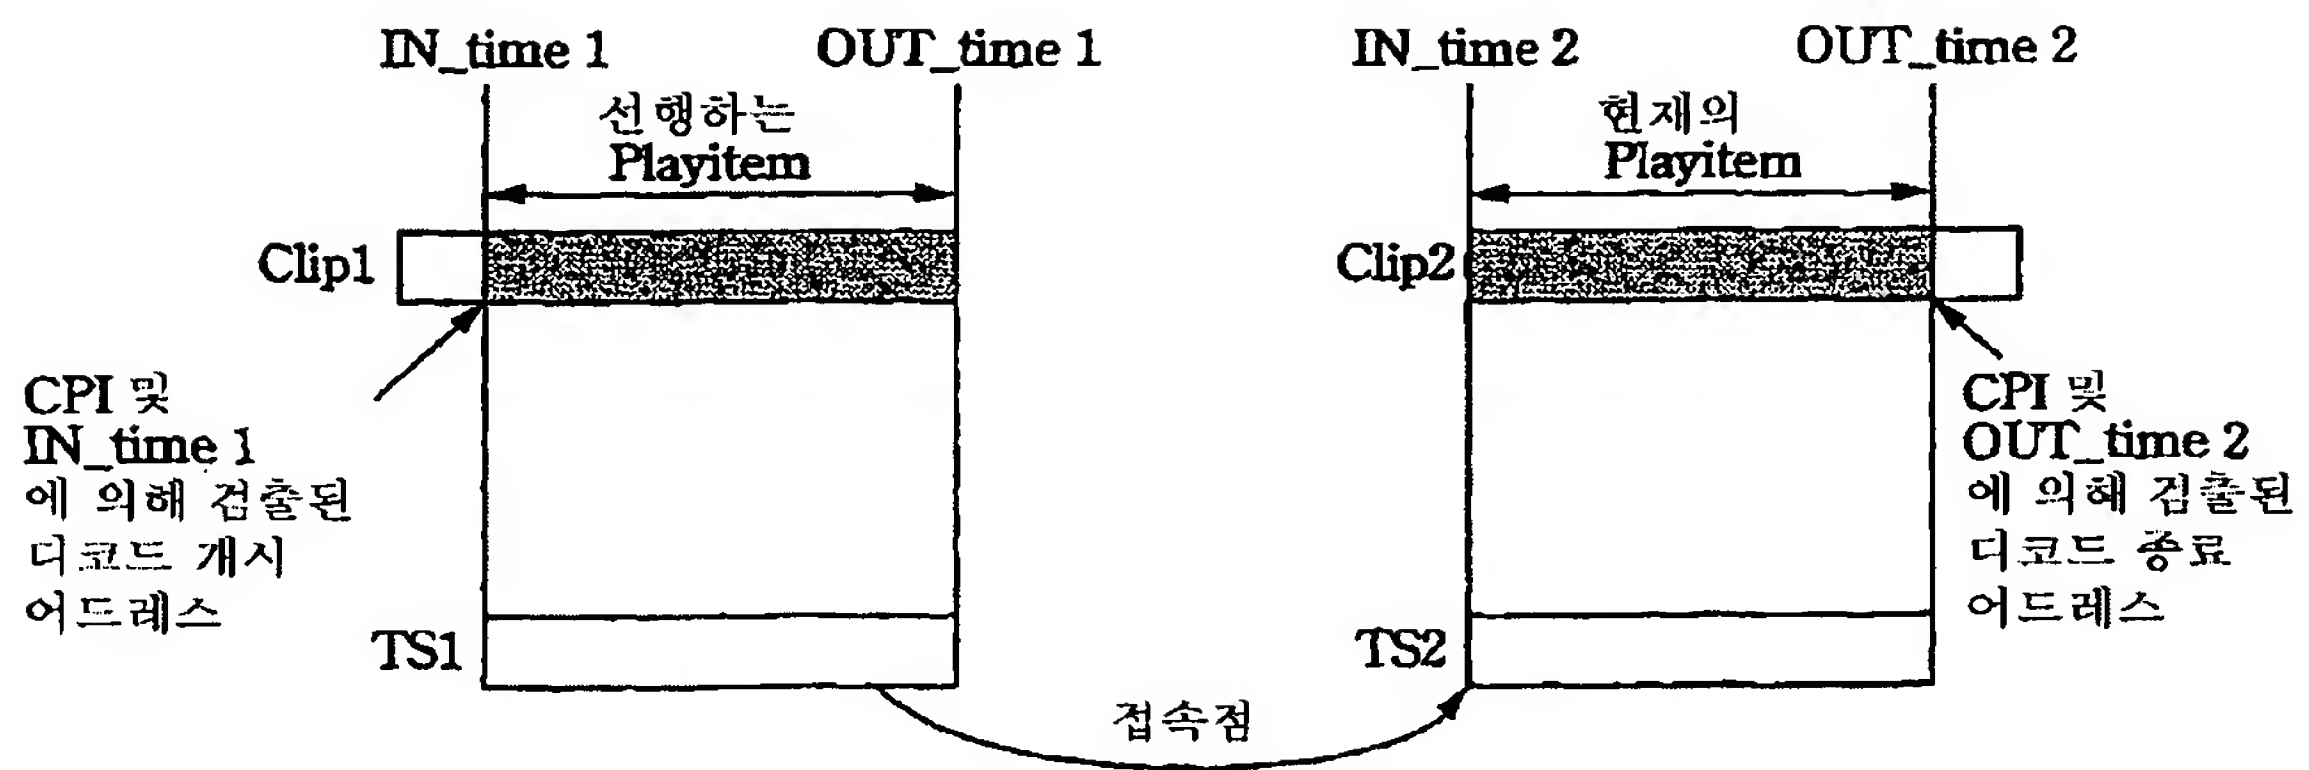 IN_time 1
OUT_time 1
IN_time 2
OUT_time 2
선행하는
Playitem
현재의
Playitem
Clip1
Clip2
CPI 및
IN_time 1
에 의해 검출된
디코드 개시
어드레스
CPI 및
OUT_time 2
에 의해 검출된
디코드 종료
어드레스
TS1
TS2
접속점